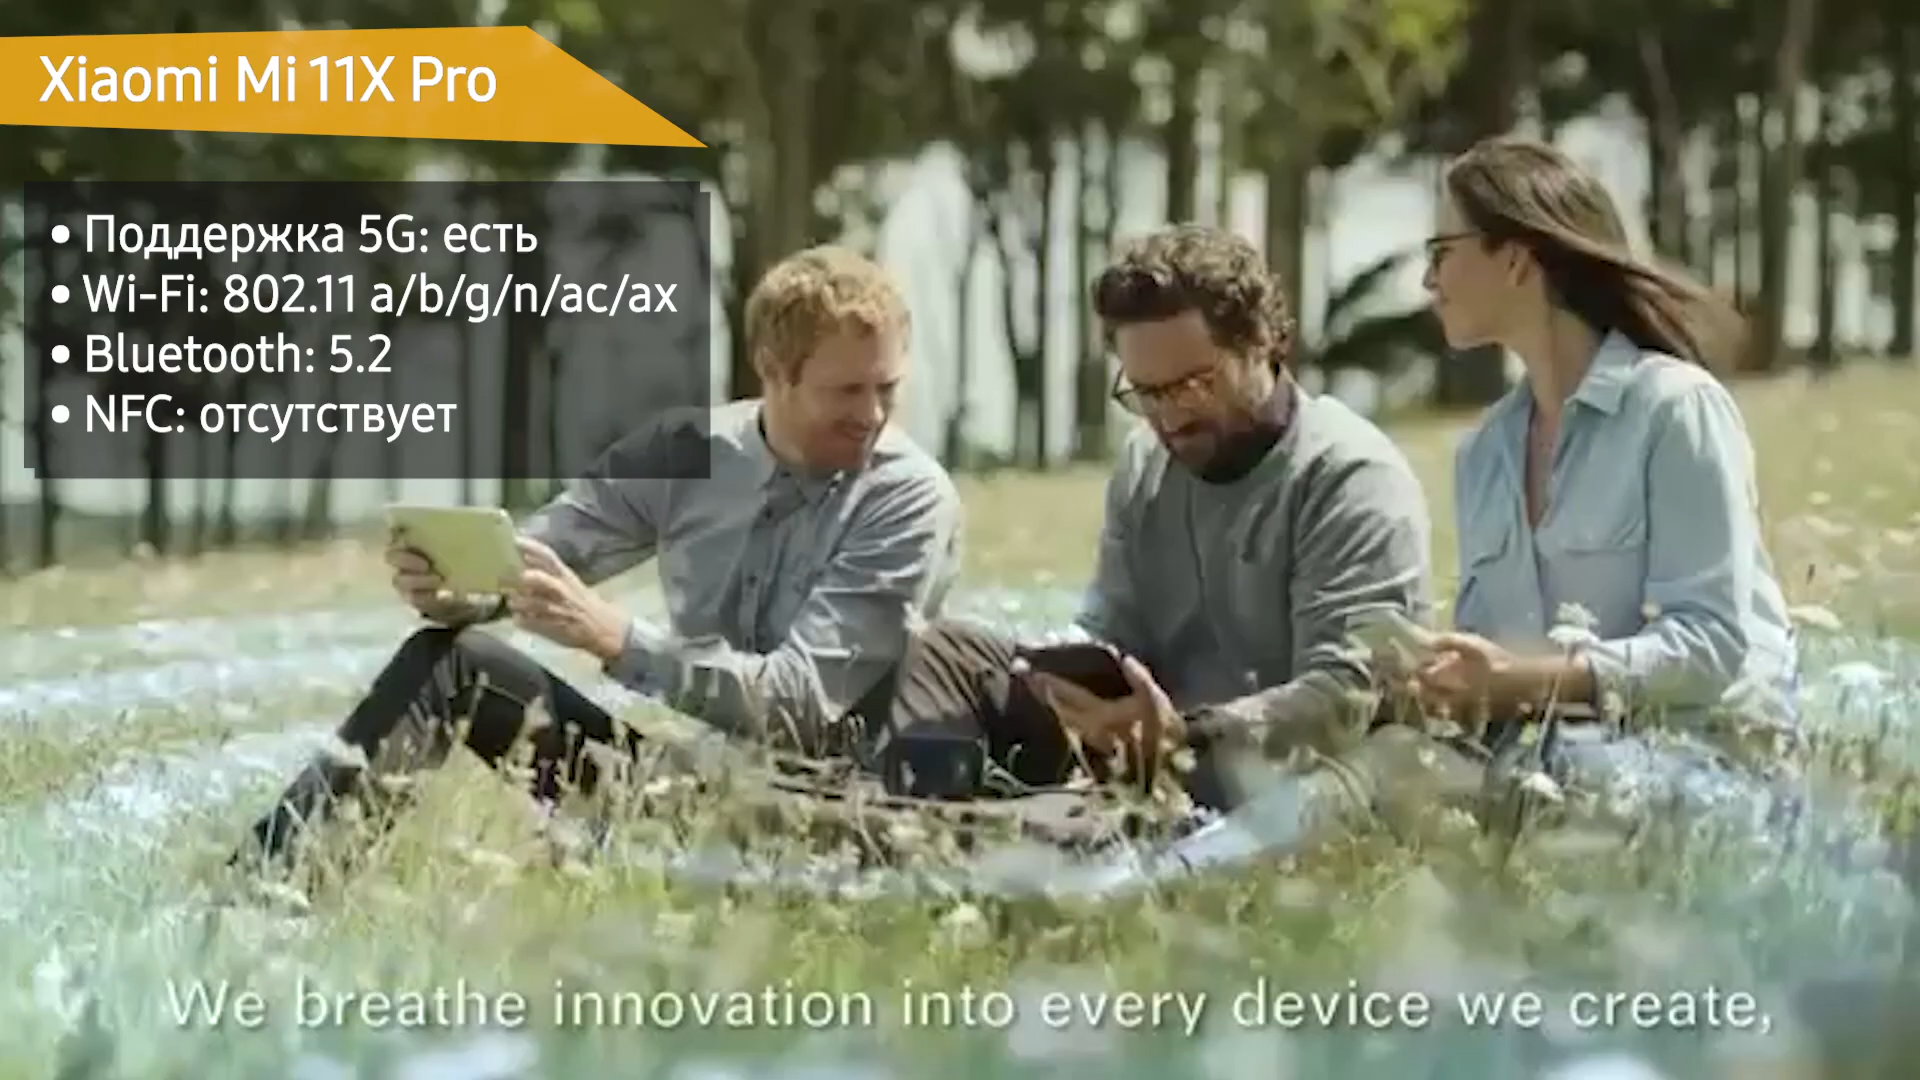 Xiaomi Mi 11X Pro
• Поддержка 5G: есть
• Wi-Fi: 802.11 a/b/g/n/ac/ax
• Bluetooth: 5.2
• NFC: отсутствует
We breathe innovation into every device we create,